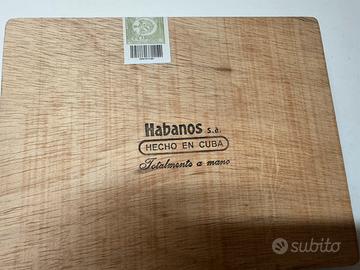 Habanos s.a.
HECHO EN CUBA
Totalmente a mano
subito